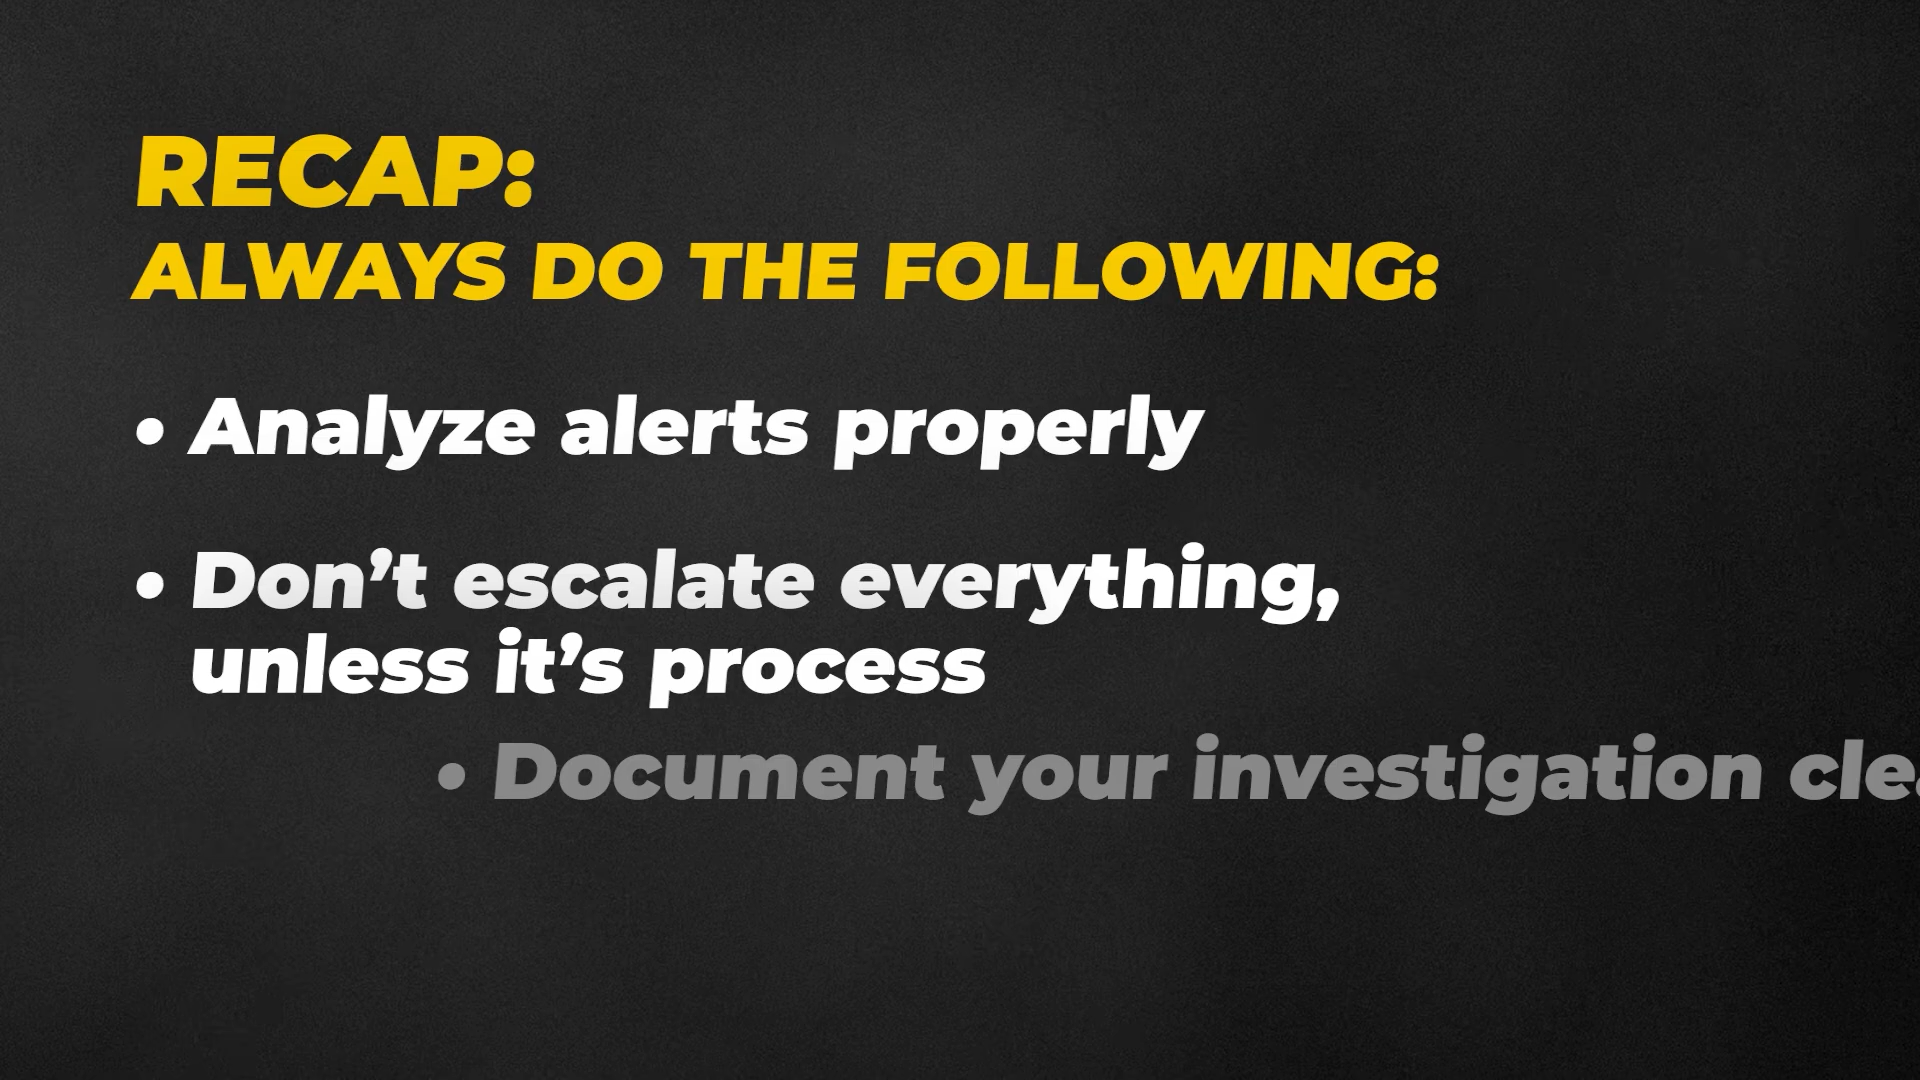 RECAP:
ALWAYS DO THE FOLLOWING:
• Analyze alerts properly
• Don’t escalate everything,
unless it’s process
• Document your investigation